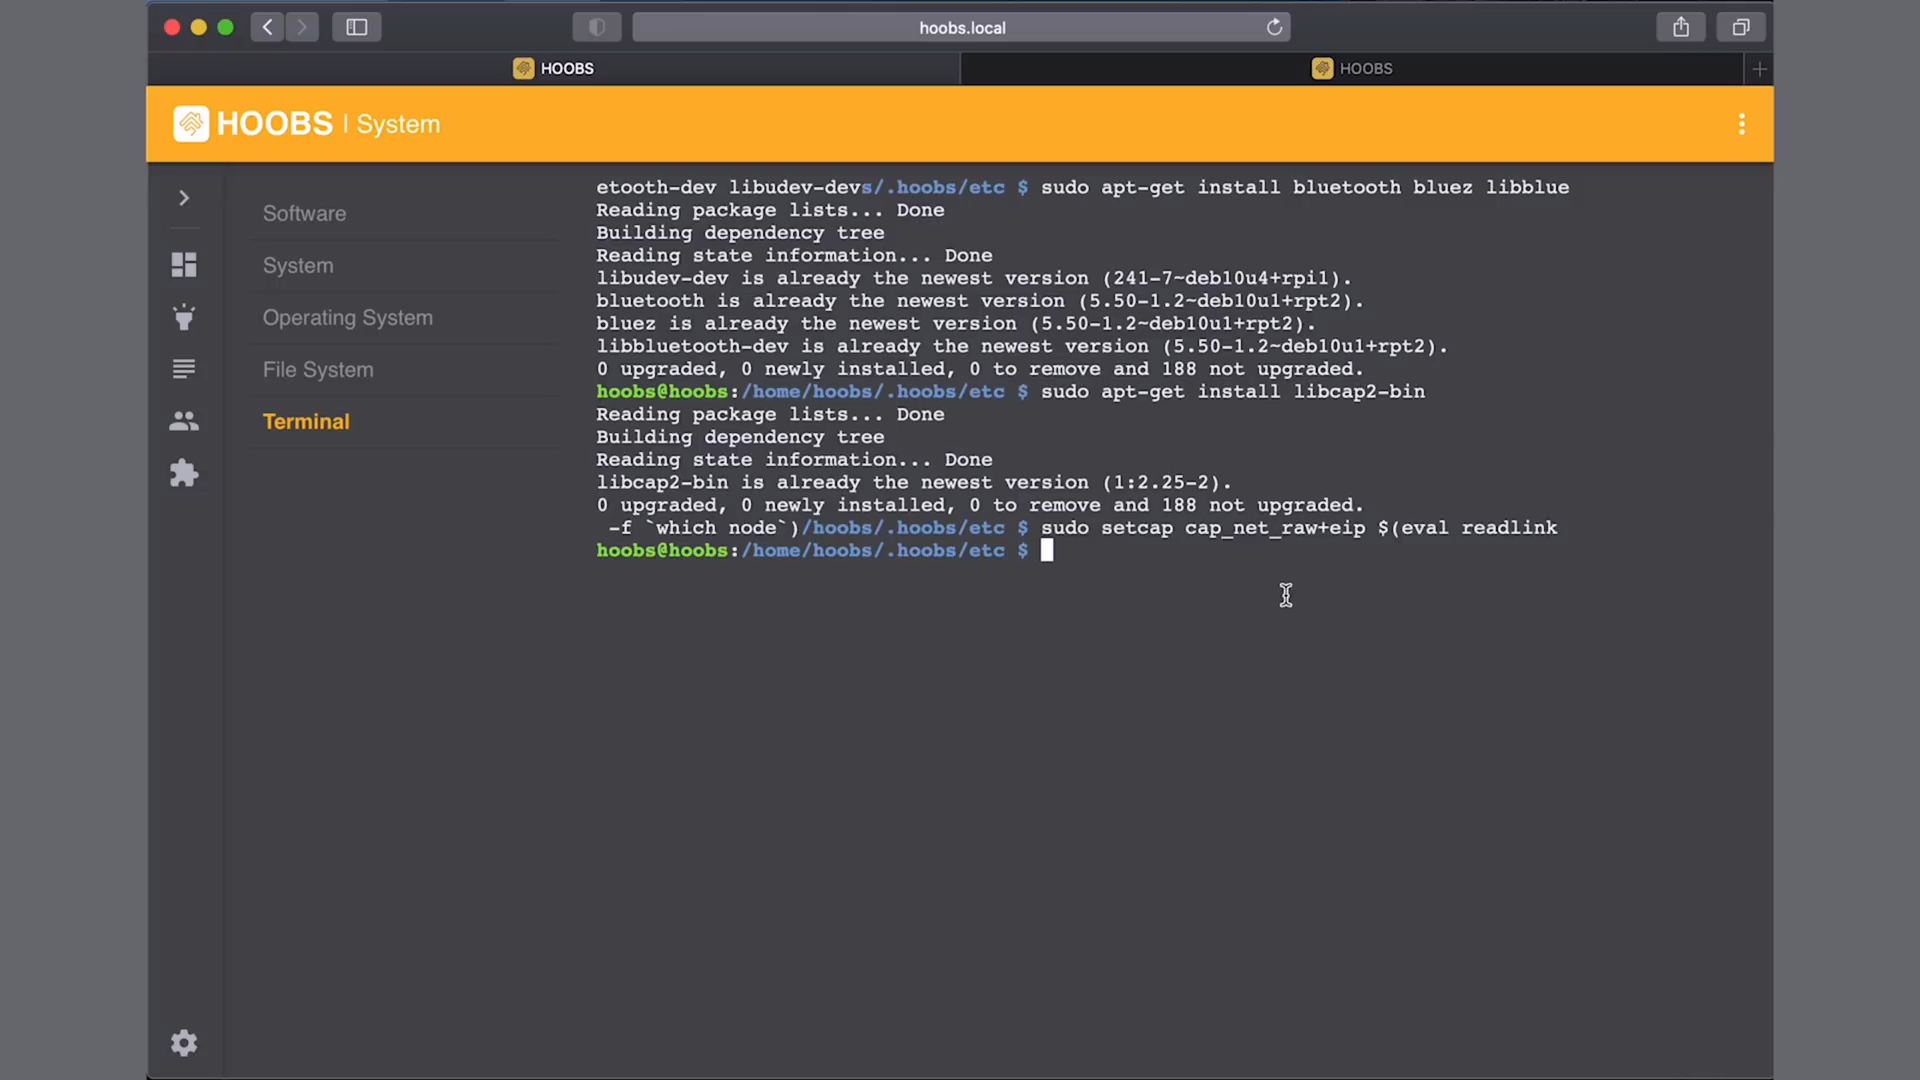 hoobs.local
HOOBS
HOOBS
HOOBS | System
Software
System
Operating System
File System
Terminal
etooth-dev libudev-devs/.hoobs/etc $ sudo apt-get install bluetooth bluez libblue
Reading package lists... Done
Building dependency tree
Reading state information... Done
libudev-dev is already the newest version (241-7~deb10u4+rpi1).
bluetooth is already the newest version (5.50-1.2~deb10u1+rpt2).
bluez is already the newest version (5.50-1.2~deb10u1+rpt2).
libbluetooth-dev is already the newest version (5.50-1.2~deb10u1+rpt2).
0 upgraded, 0 newly installed, 0 to remove and 188 not upgraded.
hoobs@hoobs:/home/hoobs/.hoobs/etc $ sudo apt-get install libcap2-bin
Reading package lists... Done
Building dependency tree
Reading state information... Done
libcap2-bin is already the newest version (1:2.25-2).
0 upgraded, 0 newly installed, 0 to remove and 188 not upgraded.
-f `which node`)/hoobs/.hoobs/etc $ sudo setcap cap_net_raw+eip $(eval readlink
hoobs@hoobs:/home/hoobs/.hoobs/etc $